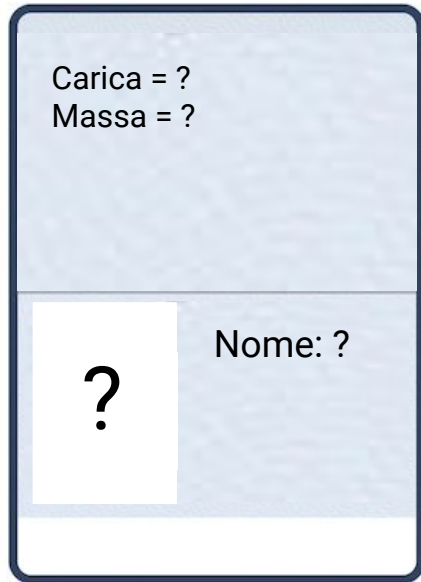 Carica = ?
Massa = ?
Nome: ?
?